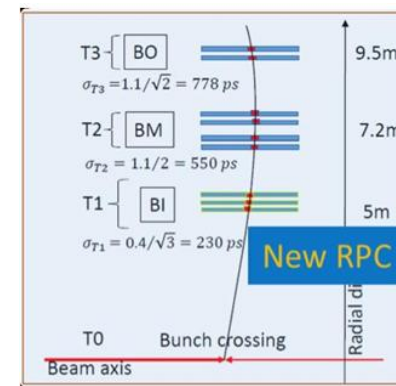 T3 BO 9.5m
σT3 =1.1/√2 = 778 ps
T2 BM 7.2m
σT2 = 1.1/2 = 550 ps
T1 BI 5m
σT1 = 0.4/√3 = 230 ps
New RPC
Radial
T0 Bunch crossing
Beam axis